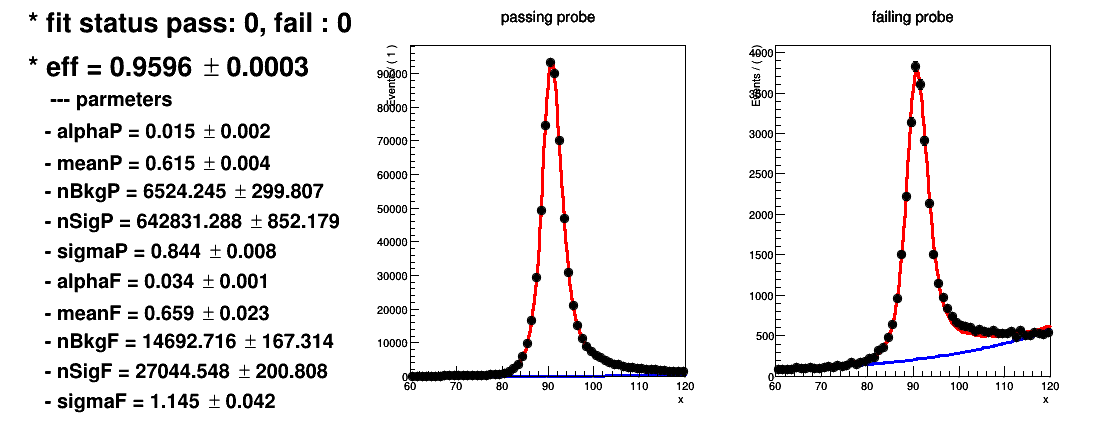 * fit status pass: 0, fail : 0
* eff = 0.9596 ± 0.0003
--- parmeters
- alphaP = 0.015 ± 0.002
- meanP = 0.615 ± 0.004
- nBkgP = 6524.245 ± 299.807
- nSigP = 642831.288 ± 852.179
- sigmaP = 0.844 ± 0.008
- alphaF = 0.034 ± 0.001
- meanF = 0.659 ± 0.023
- nBkgF = 14692.716 ± 167.314
- nSigF = 27044.548 ± 200.808
- sigmaF = 1.145 ± 0.042
passing probe
Events / ( 1 )
90000
80000
70000
60000
50000
40000
30000
20000
10000
0
60 70 80 90 100 110 120
x
failing probe
Events / ( 1 )
4000
3500
3000
2500
2000
1500
1000
500
0
60 70 80 90 100 110 120
x